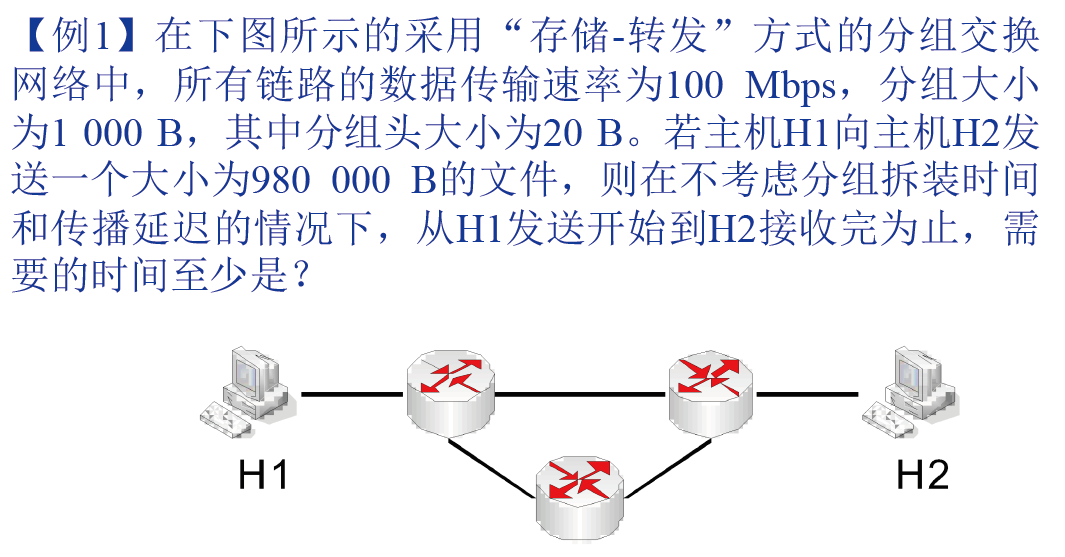 【例1】在下图所示的采用“存储-转发”方式的分组交换
网络中，所有链路的数据传输速率为100 Mbps，分组大小
为1 000 B，其中分组头大小为20 B。若主机H1向主机H2发
送一个大小为980 000 B的文件，则在不考虑分组拆装时间
和传播延迟的情况下，从H1发送开始到H2接收完为止，需
要的时间至少是？
H1
H2